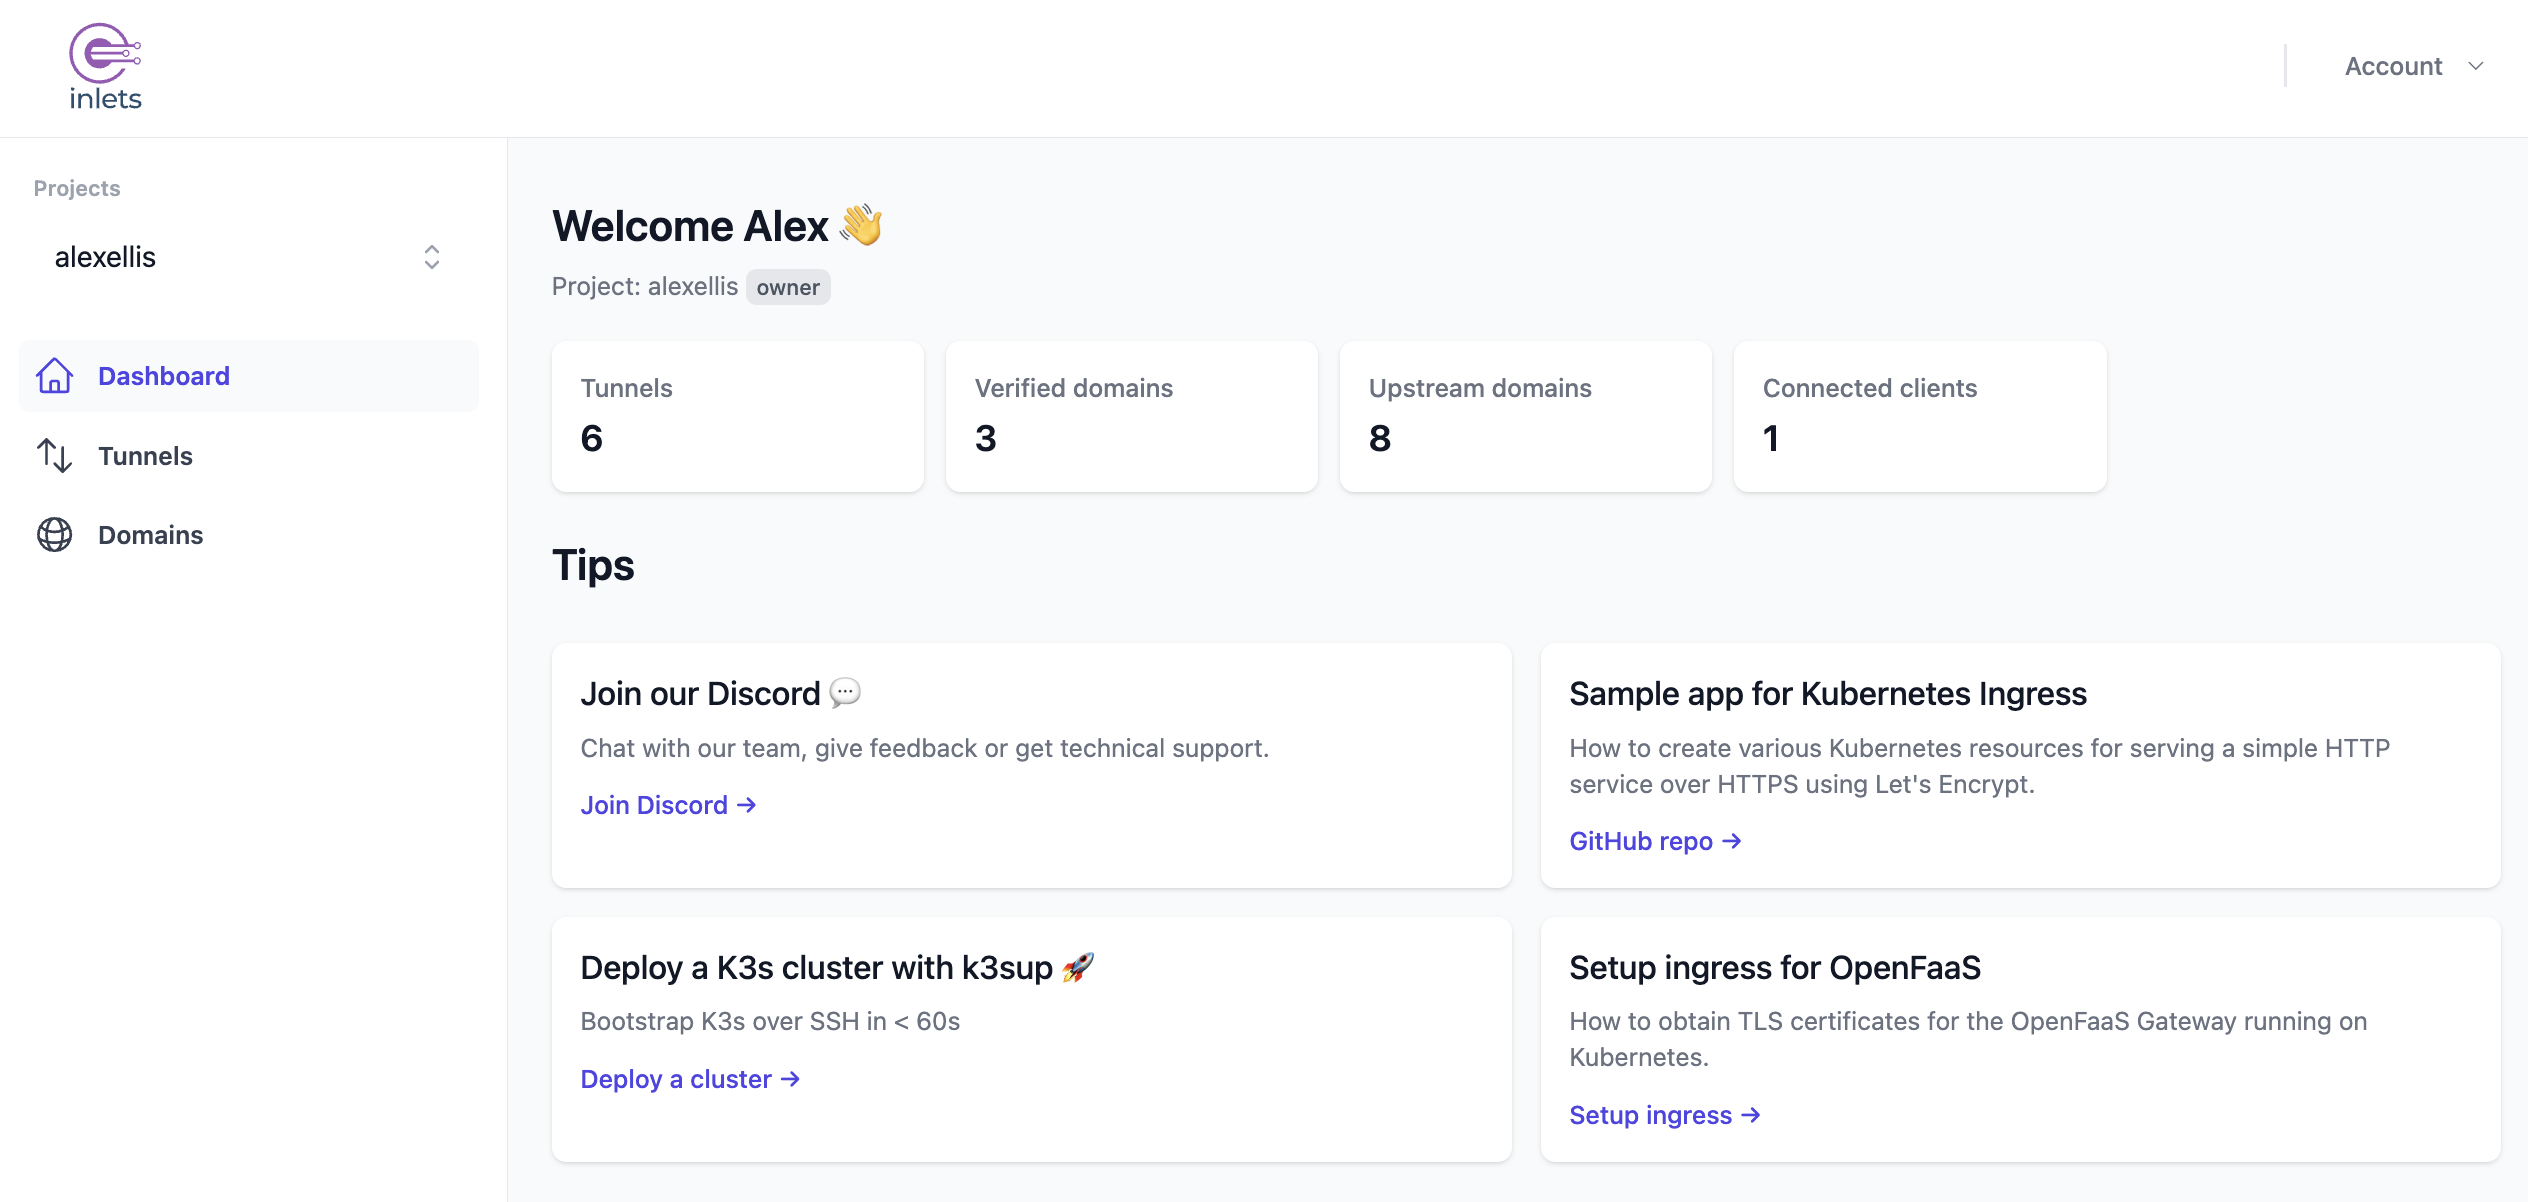 inlets
Account
Projects
alexellis
Dashboard
Tunnels
Domains
Welcome Alex 👋
Project: alexellis owner
Tunnels
6
Verified domains
3
Upstream domains
8
Connected clients
1
Tips
Join our Discord 💬
Chat with our team, give feedback or get technical support.
Join Discord →
Sample app for Kubernetes Ingress
How to create various Kubernetes resources for serving a simple HTTP
service over HTTPS using Let's Encrypt.
GitHub repo →
Deploy a K3s cluster with k3sup 🚀
Bootstrap K3s over SSH in < 60s
Deploy a cluster →
Setup ingress for OpenFaaS
How to obtain TLS certificates for the OpenFaaS Gateway running on
Kubernetes.
Setup ingress →